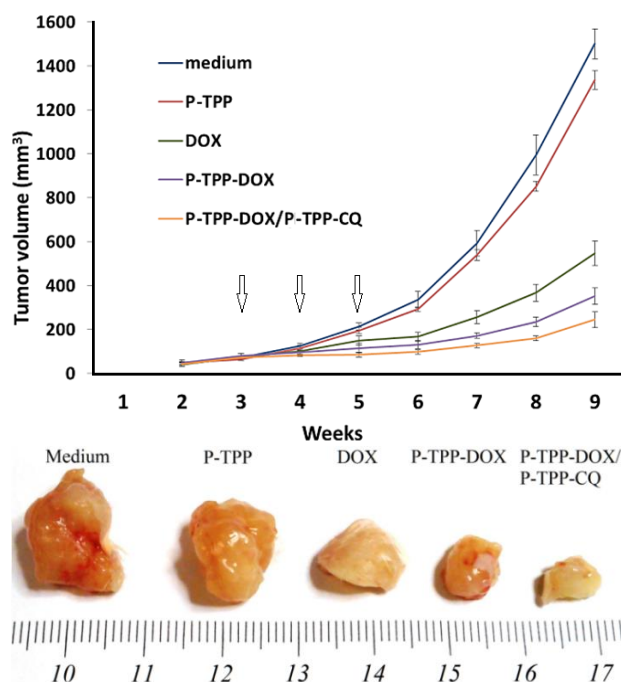 1600
1400
1200
1000
800
600
400
200
0
Tumor volume (mm³)
medium
P-TPP
DOX
P-TPP-DOX
P-TPP-DOX/P-TPP-CQ
1 2 3 4 5 6 7 8 9
Weeks
Medium P-TPP DOX P-TPP-DOX P-TPP-DOX/
P-TPP-CQ
10 11 12 13 14 15 16 17